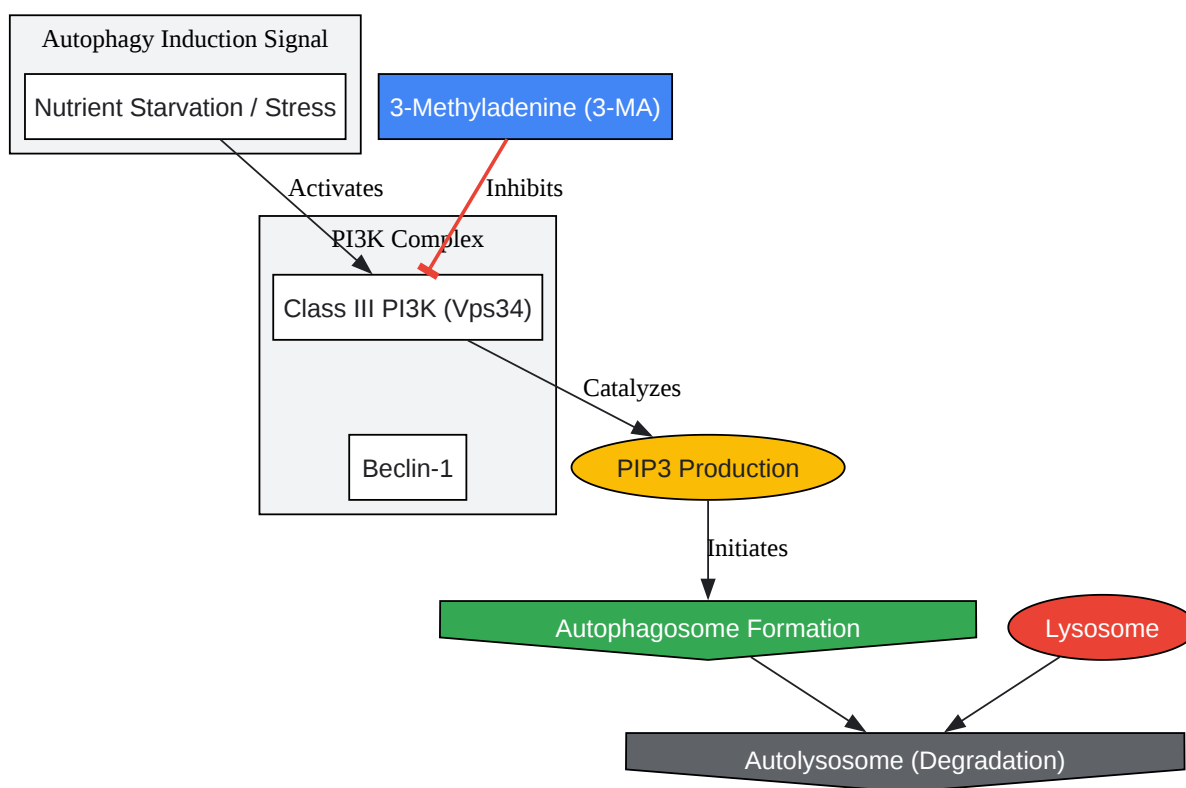 Autophagy Induction Signal
Nutrient Starvation / Stress
3-Methyladenine (3-MA)
Activates
Inhibits
PI3K Complex
Class III PI3K (Vps34)
Catalyzes
Beclin-1
PIP3 Production
Initiates
Autophagosome Formation
Lysosome
Autolysosome (Degradation)